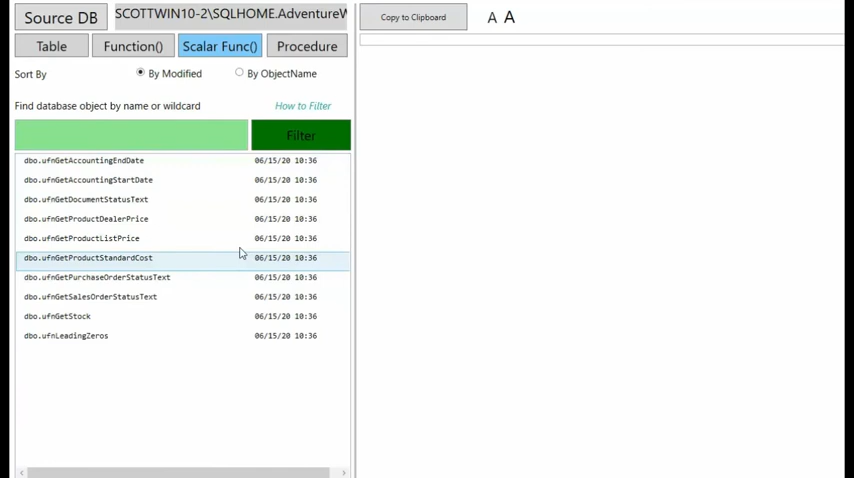 Source DB SCOTTWIN10-2\SQLHOME.AdventureW Copy to Clipboard A A
Table Function() Scalar Func() Procedure
Sort By By Modified By ObjectName
Find database object by name or wildcard How to Filter
Filter
dbo.ufnGetAccountingEndDate 06/15/20 10:36
dbo.ufnGetAccountingStartDate 06/15/20 10:36
dbo.ufnGetDocumentStatusText 06/15/20 10:36
dbo.ufnGetProductDealerPrice 06/15/20 10:36
dbo.ufnGetProductListPrice 06/15/20 10:36
dbo.ufnGetProductStandardCost 06/15/20 10:36
dbo.ufnGetPurchaseOrderStatusText 06/15/20 10:36
dbo.ufnGetSalesOrderStatusText 06/15/20 10:36
dbo.ufnGetStock 06/15/20 10:36
dbo.ufnLeadingZeros 06/15/20 10:36